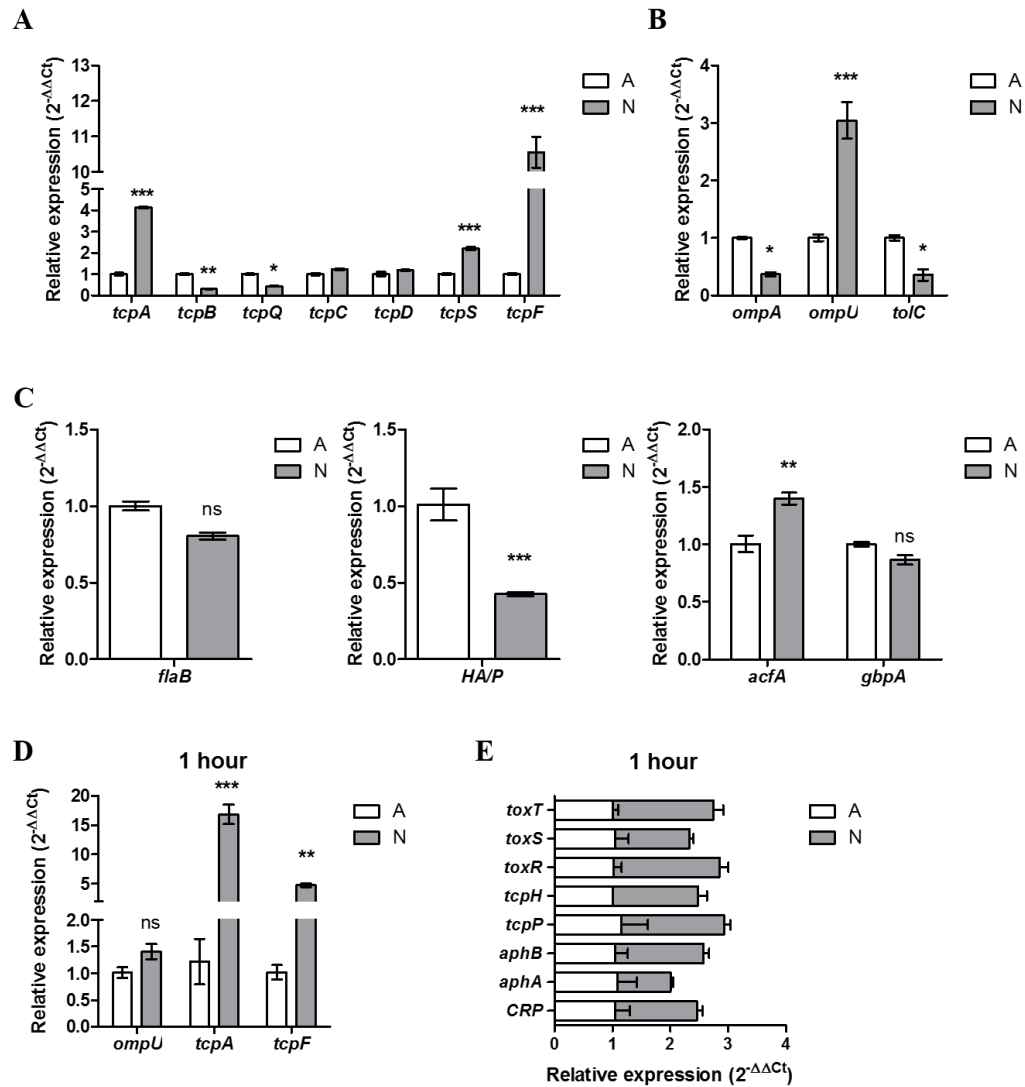 A
Relative expression (2^-ΔΔCt)
13
12
11
10
5
4
3
2
1
0
***
**
*
***
***
tcpA tcpB tcpQ tcpC tcpD tcpS tcpF
A
N
B
Relative expression (2^-ΔΔCt)
4
3
2
1
0
*
***
*
ompA ompU tolC
A
N
C
Relative expression (2^-ΔΔCt)
1.5
1.0
0.5
0.0
ns
flaB
A
N
Relative expression (2^-ΔΔCt)
1.5
1.0
0.5
0.0
***
HA/P
A
N
Relative expression (2^-ΔΔCt)
2.0
1.5
1.0
0.5
0.0
**
ns
acfA gbpA
A
N
D
1 hour
Relative expression (2^-ΔΔCt)
20
15
10
5
2.0
1.5
1.0
0.5
0.0
ns
***
**
ompU tcpA tcpF
A
N
E
1 hour
toxT
toxS
toxR
tcpH
tcpP
aphB
aphA
CRP
0 1 2 3 4
Relative expression (2^-ΔΔCt)
A
N